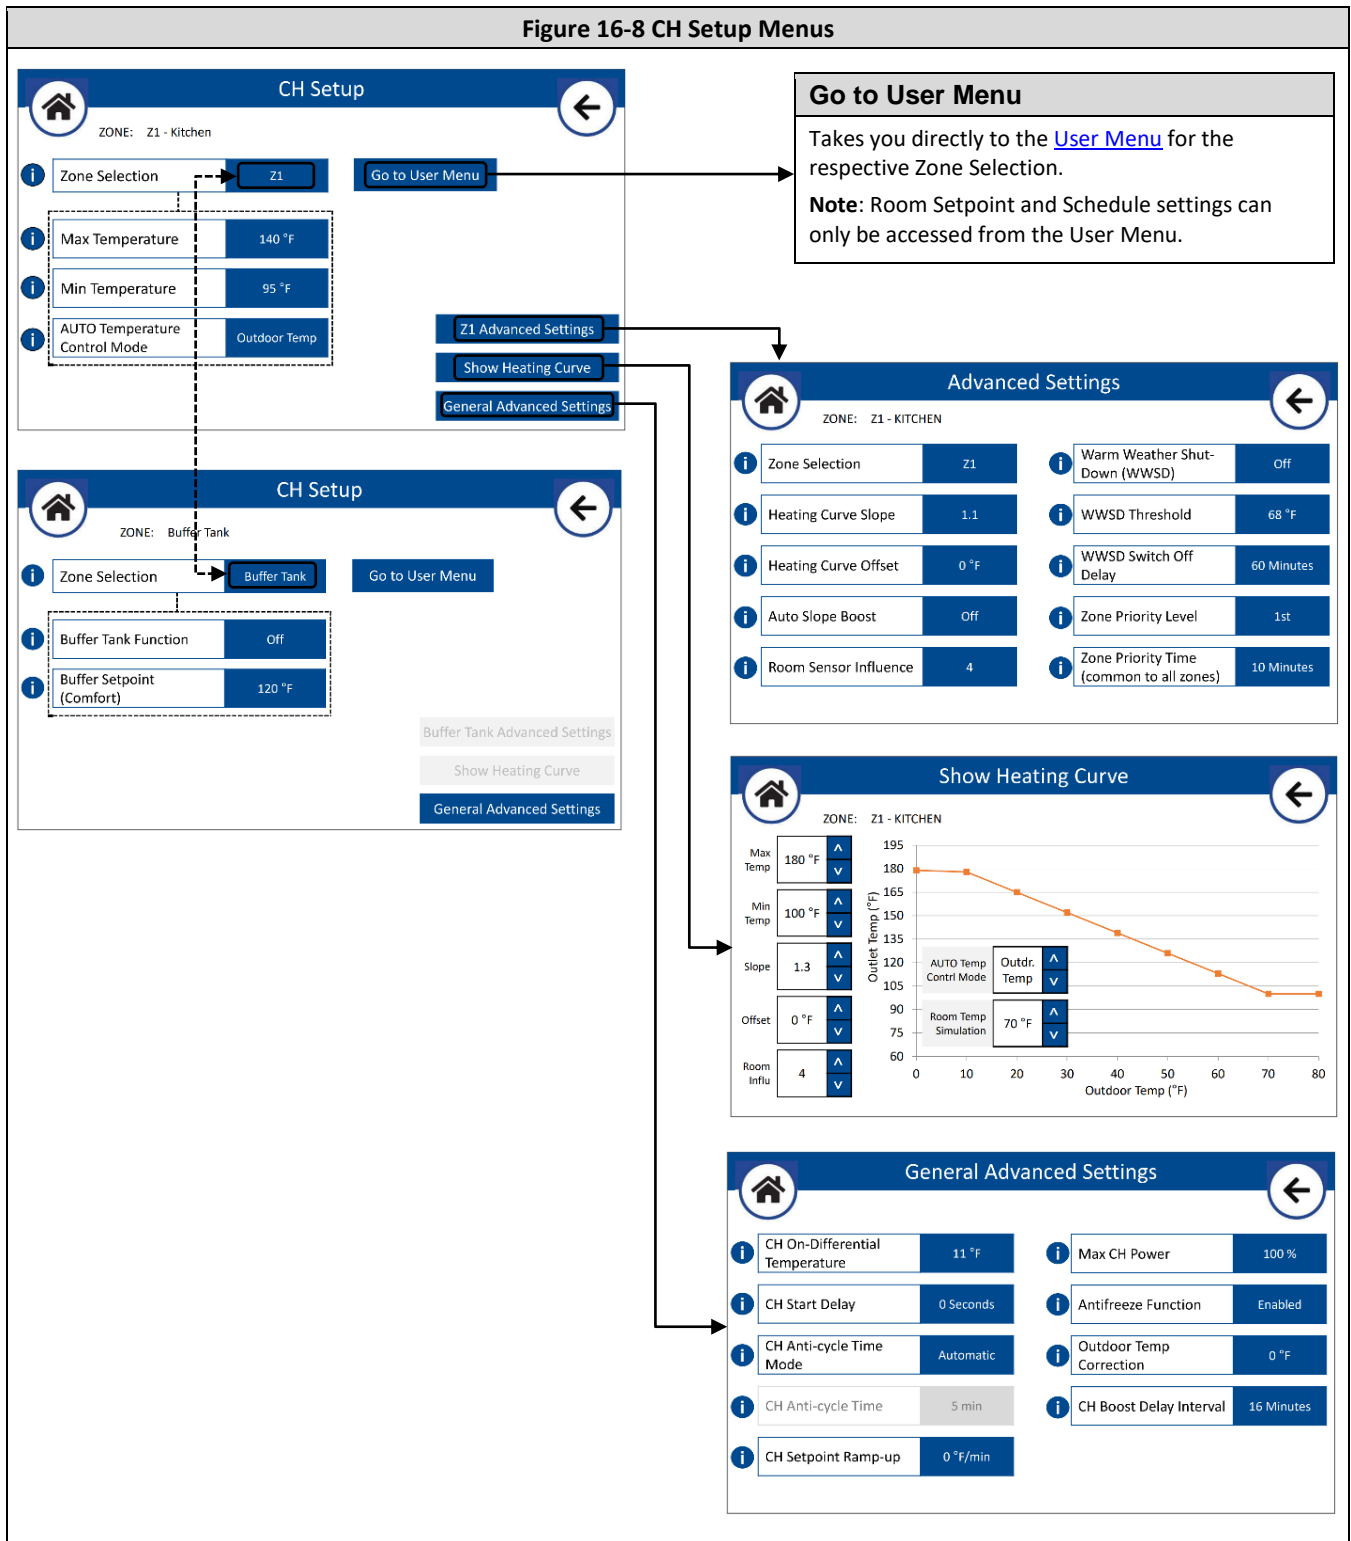 Figure 16-8 CH Setup Menus
CH Setup
ZONE: Z1 - Kitchen
i Zone Selection Z1 Go to User Menu
i Max Temperature 140 °F
i Min Temperature 95 °F
i AUTO Temperature
Control Mode Outdoor Temp
Z1 Advanced Settings
Show Heating Curve
General Advanced Settings
Go to User Menu
Takes you directly to the User Menu for the
respective Zone Selection.
Note: Room Setpoint and Schedule settings can
only be accessed from the User Menu.
CH Setup
ZONE: Buffer Tank
i Zone Selection Buffer Tank Go to User Menu
i Buffer Tank Function Off
i Buffer Setpoint
(Comfort) 120 °F
Buffer Tank Advanced Settings
Show Heating Curve
General Advanced Settings
Advanced Settings
ZONE: Z1 - KITCHEN
i Zone Selection Z1
i Heating Curve Slope 1.1
i Heating Curve Offset 0 °F
i Auto Slope Boost Off
i Room Sensor Influence 4
i Warm Weather Shut-
Down (WWSD) Off
i WWSD Threshold 68 °F
i WWSD Switch Off
Delay 60 Minutes
i Zone Priority Level 1st
i Zone Priority Time
(common to all zones) 10 Minutes
Show Heating Curve
ZONE: Z1 - KITCHEN
Max
Temp 180 °F
Min
Temp 100 °F
Slope 1.3
Offset 0 °F
Room
Influ 4
Outlet Temp (°F)
195
180
165
150
135
120
105
90
75
60
AUTO Temp
Contrl Mode
Outdr.
Temp
Room Temp
Simulation
70 °F
0 10 20 30 40 50 60 70 80
Outdoor Temp (°F)
General Advanced Settings
i CH On-Differential
Temperature 11 °F
i CH Start Delay 0 Seconds
i CH Anti-cycle Time
Mode Automatic
i CH Anti-cycle Time 5 min
i CH Setpoint Ramp-up 0 °F/min
i Max CH Power 100 %
i Antifreeze Function Enabled
i Outdoor Temp
Correction 0 °F
i CH Boost Delay Interval 16 Minutes